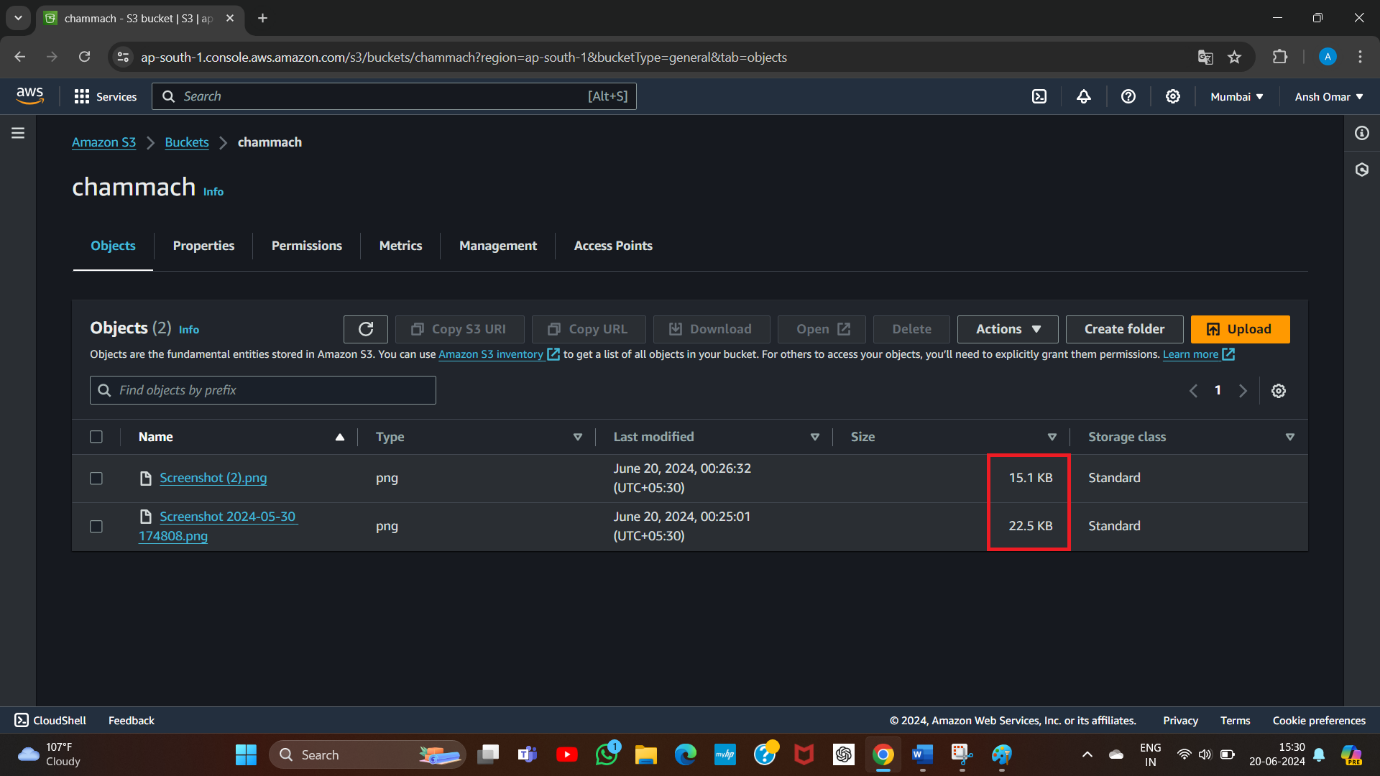 chammach - S3 bucket | S3 | ap
ap-south-1.console.aws.amazon.com/s3/buckets/chammach?region=ap-south-1&bucketType=general&tab=objects
A
aws
Services
Search
[Alt+S]
Mumbai
Ansh Omar
Amazon S3
Buckets
chammach
chammach Info
Objects
Properties
Permissions
Metrics
Management
Access Points
Objects (2) Info
Copy S3 URI
Copy URL
Download
Open
Delete
Actions
Create folder
Upload
Objects are the fundamental entities stored in Amazon S3. You can use Amazon S3 inventory to get a list of all objects in your bucket. For others to access your objects, you'll need to explicitly grant them permissions. Learn more
Find objects by prefix
1
Name
Type
Last modified
Size
Storage class
Screenshot (2).png
png
June 20, 2024, 00:26:32
(UTC+05:30)
15.1 KB
Standard
Screenshot 2024-05-30
174808.png
png
June 20, 2024, 00:25:01
(UTC+05:30)
22.5 KB
Standard
CloudShell
Feedback
© 2024, Amazon Web Services, Inc. or its affiliates.
Privacy
Terms
Cookie preferences
107°F
Cloudy
Search
1
myhp
ENG
IN
15:30
20-06-2024
PRE